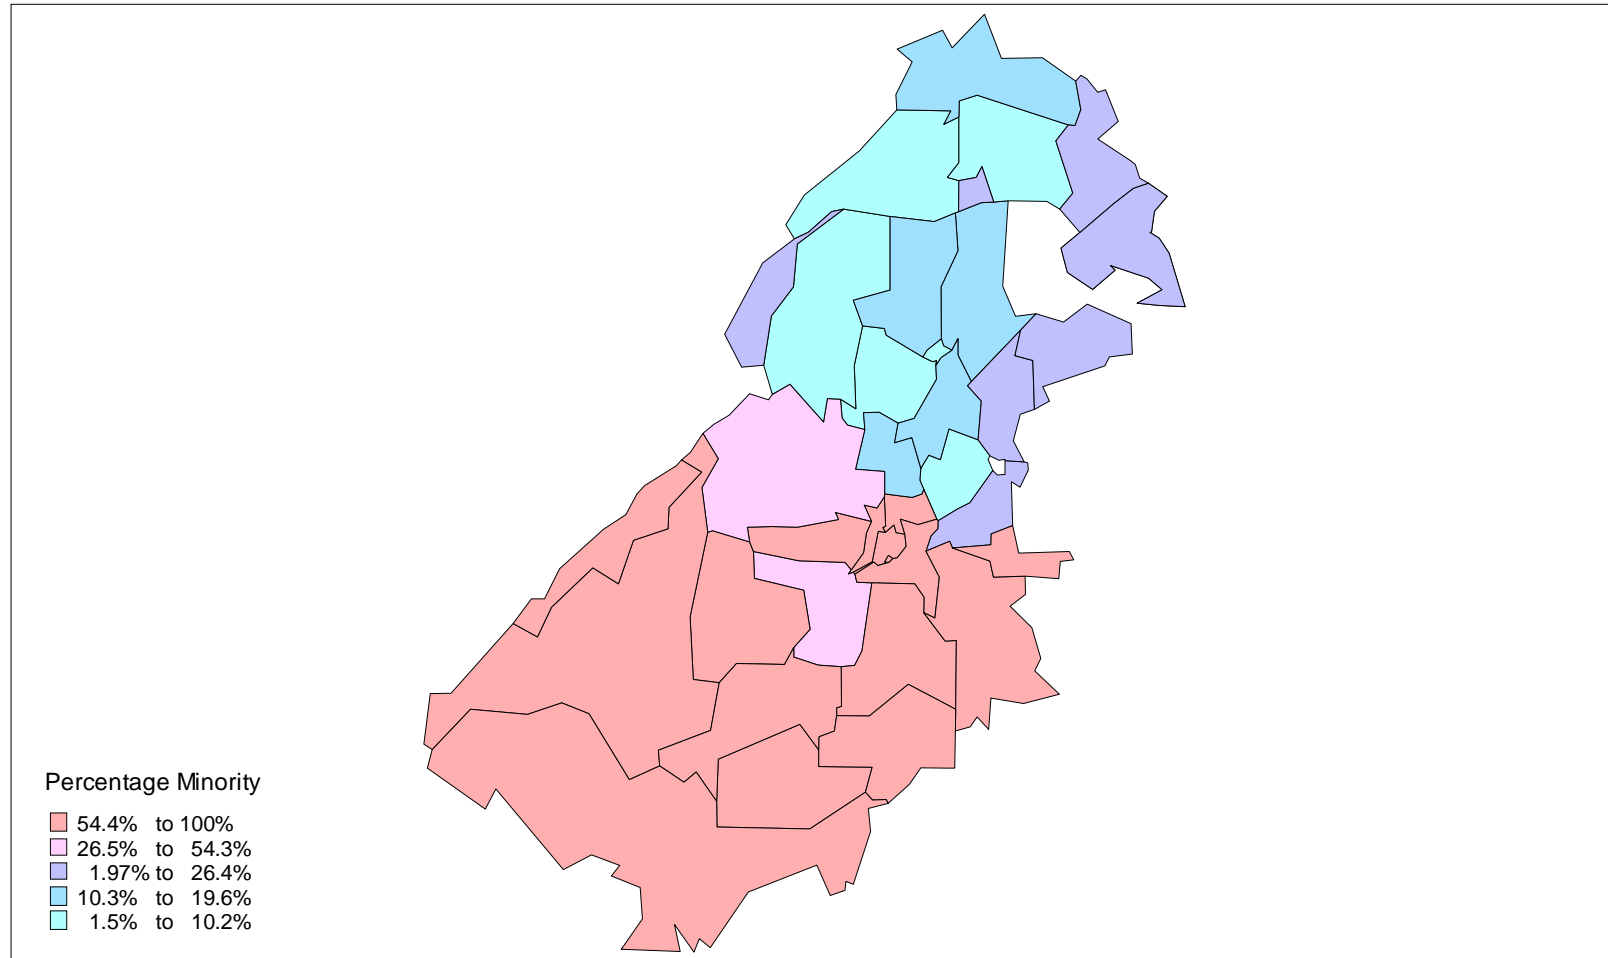 Percentage Minority
54.4% to 100%
26.5% to 54.3%
1.97% to 26.4%
10.3% to 19.6%
1.5% to 10.2%